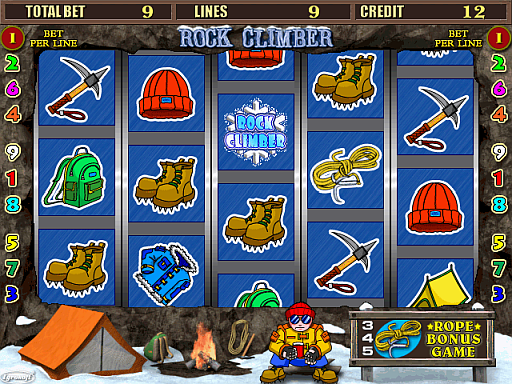 TOTAL BET 9 LINES 9 CREDIT 12
ROCK CLIMBER
1 BET PER LINE
BET PER LINE 1
2
6
4
9
1
8
5
7
3
2
6
4
9
1
8
5
7
3
ROCK
CLIMBER
3
4
5
ROPE
BONUS
GAME
Igrosoft